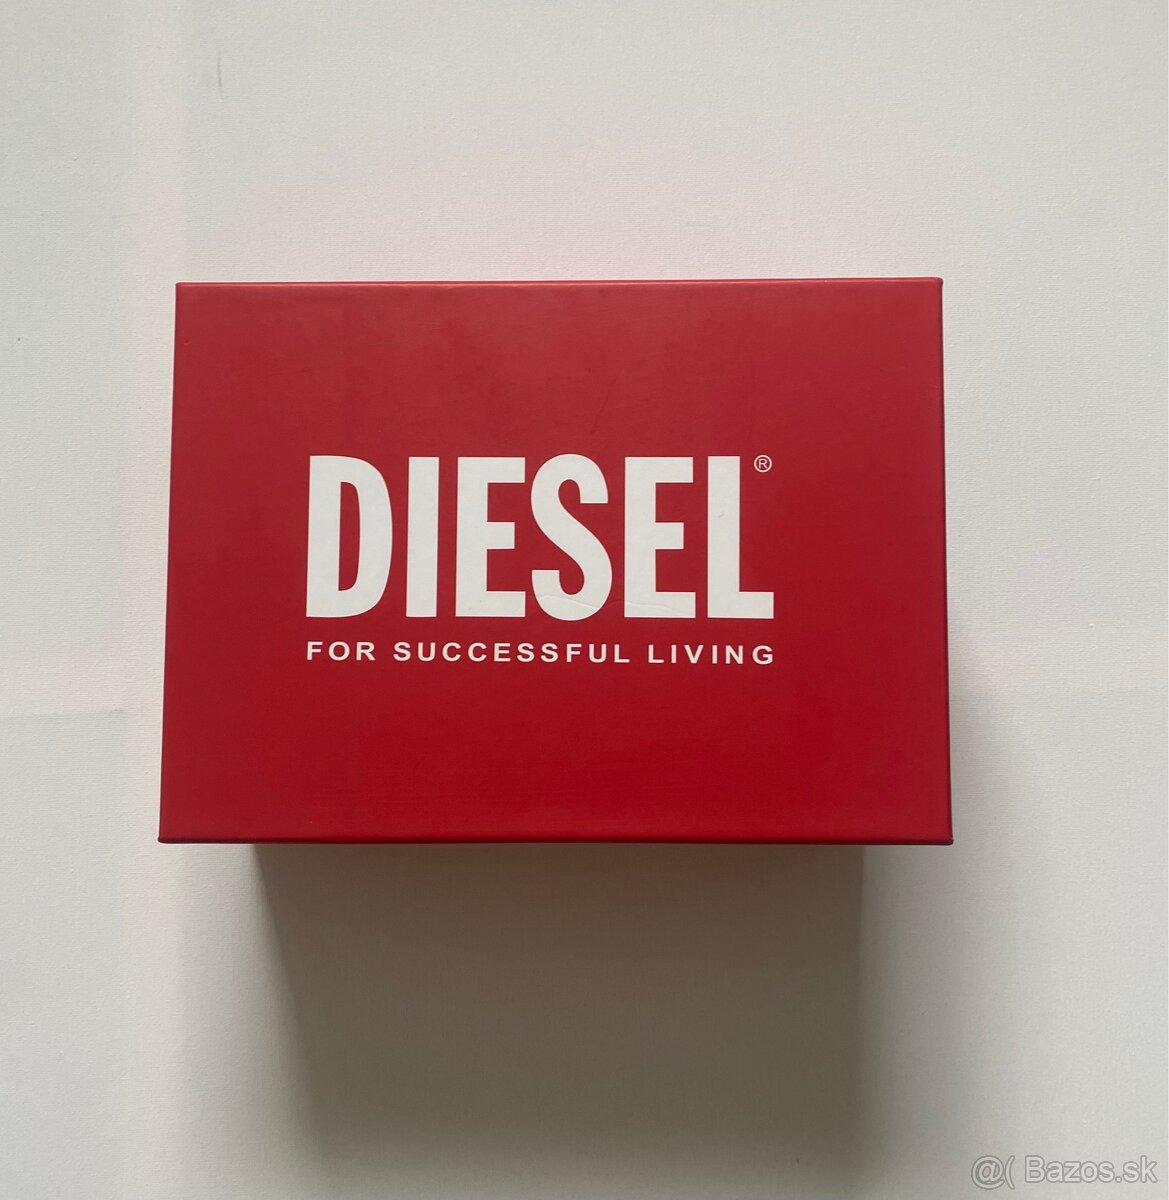 DIESEL®
FOR SUCCESSFUL LIVING
@( Bazos.sk